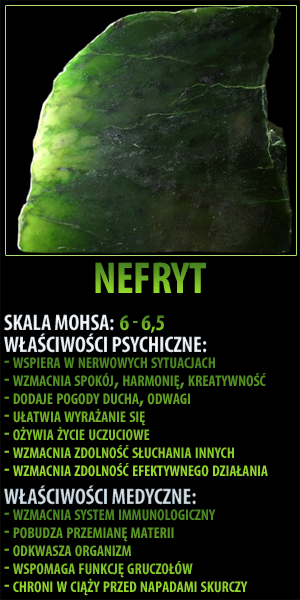 NEFRYT
SKALA MOHSA: 6 - 6,5
WŁAŚCIWOŚCI PSYCHICZNE:
- WSPIERA W NERWOWYCH SYTUACJACH
- WZMACNIA SPOKÓJ, HARMONIĘ, KREATYWNOŚĆ
- DODAJE POGODY DUCHA, ODWAGI
- UŁATWIA WYRAŻANIE SIĘ
- OŻYWIA ŻYCIE UCZUCIOWE
- WZMACNIA ZDOLNOŚĆ SŁUCHANIA INNYCH
- WZMACNIA ZDOLNOŚĆ EFEKTYWNEGO DZIAŁANIA
WŁAŚCIWOŚCI MEDYCZNE:
- WZMACNIA SYSTEM IMMUNOLOGICZNY
- POBUDZA PRZEMIANĘ MATERII
- ODKWASZA ORGANIZM
- WSPOMAGA FUNKCJĘ GRUCZOŁÓW
- CHRONI W CIĄŻY PRZED NAPADAMI SKURCZY